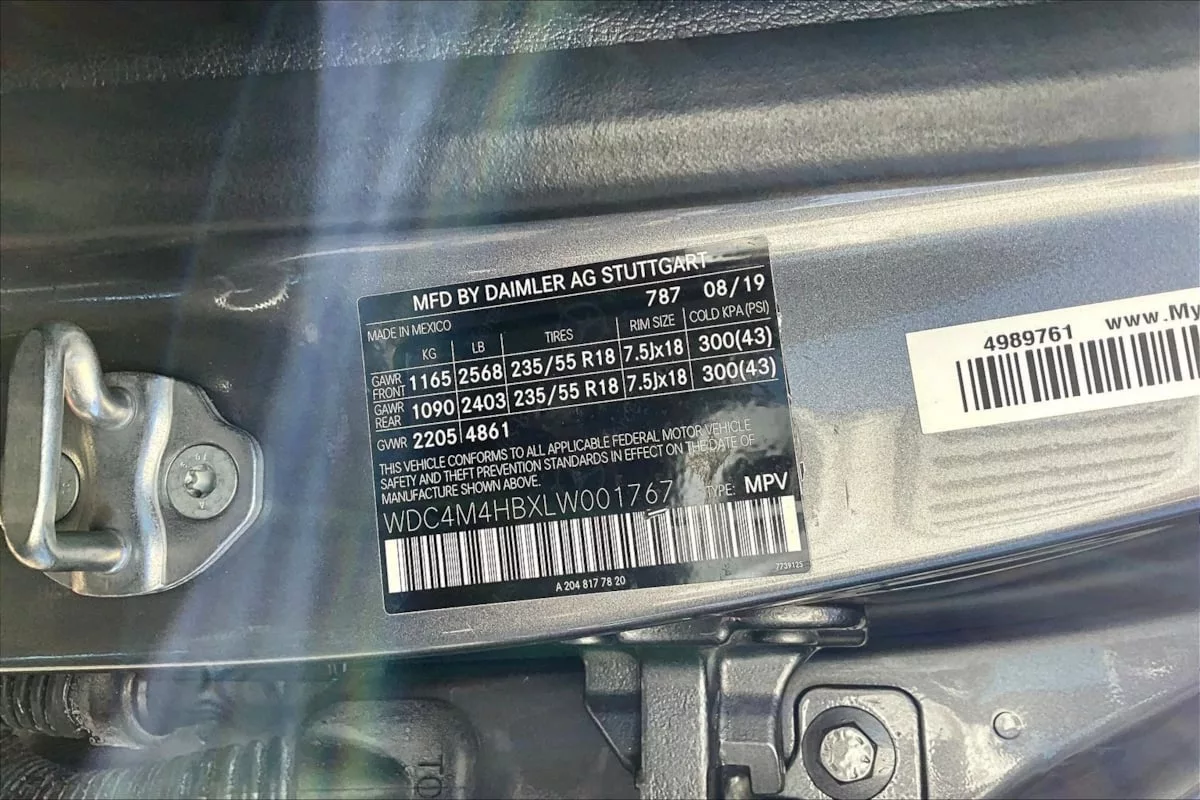 MFD BY DAIMLER AG STUTTGART
MADE IN MEXICO 787 08/19
KG LB TIRES RIM SIZE COLD KPA (PSI)
GAWR FRONT 1165 2568 235/55 R18 7.5Jx18 300(43)
GAWR REAR 1090 2403 235/55 R18 7.5Jx18 300(43)
GVWR 2205 4861
THIS VEHICLE CONFORMS TO ALL APPLICABLE FEDERAL MOTOR VEHICLE
SAFETY AND THEFT PREVENTION STANDARDS IN EFFECT ON THE DATE OF
MANUFACTURE SHOWN ABOVE.
WDC4M4HBXLW001767 TYPE: MPV
7739125
A 204 817 78 20
4989761 www.My
TO